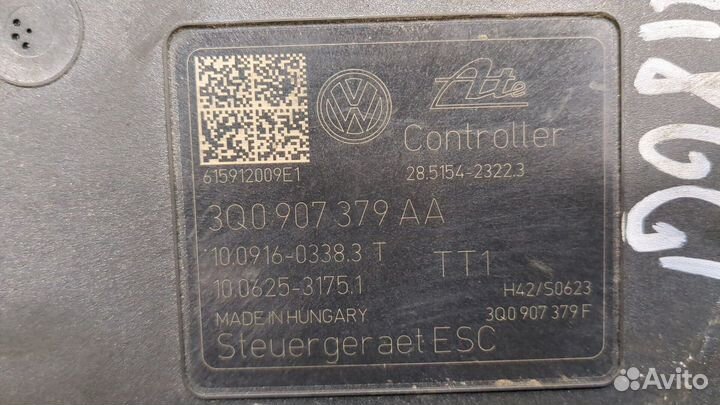 Ate
Controller
615912009E1
28.5154-2322.3
3Q0 907 379 AA
10.0916-0338.3 T
TT1
10.0625-3175.1
H42/S0623
MADE IN HUNGARY
3Q0 907 379 F
Steuergeraet ESC
Avito